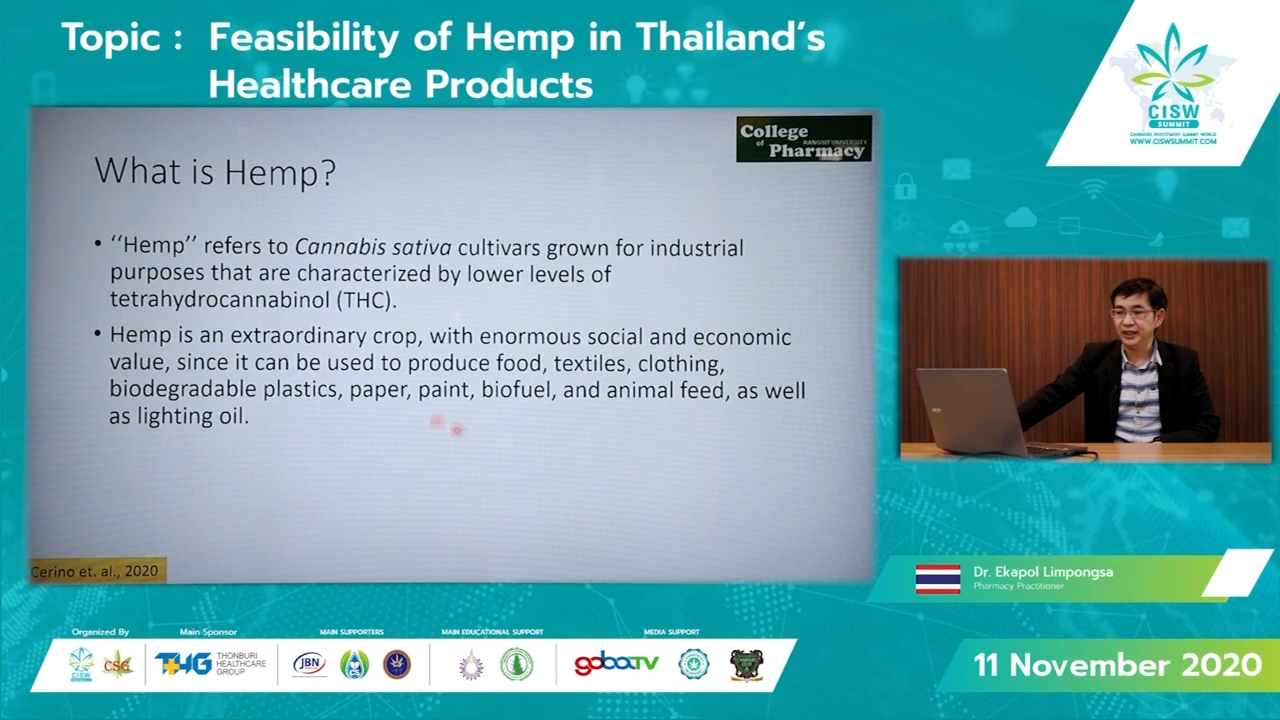 Topic : Feasibility of Hemp in Thailand's
Healthcare Products
CISW
SUMMIT
CANNABIS INVESTMENT SUMMIT WORLD
WWW.CISWSUMMIT.COM
College
of RANGSIT UNIVERSITY
Pharmacy
What is Hemp?
• ‘‘Hemp’’ refers to Cannabis sativa cultivars grown for industrial
purposes that are characterized by lower levels of
tetrahydrocannabinol (THC).
• Hemp is an extraordinary crop, with enormous social and economic
value, since it can be used to produce food, textiles, clothing,
biodegradable plastics, paper, paint, biofuel, and animal feed, as well
as lighting oil.
Cerino et. al., 2020
Dr. Ekapol Limpongsa
Pharmacy Practitioner
Organized By
Main Sponsor
MAIN SUPPORTERS
MAIN EDUCATIONAL SUPPORT
MEDIA SUPPORT
CISW
CSG
THG
THONBURI
HEALTHCARE
GROUP
JBN
gobaTV
11 November 2020